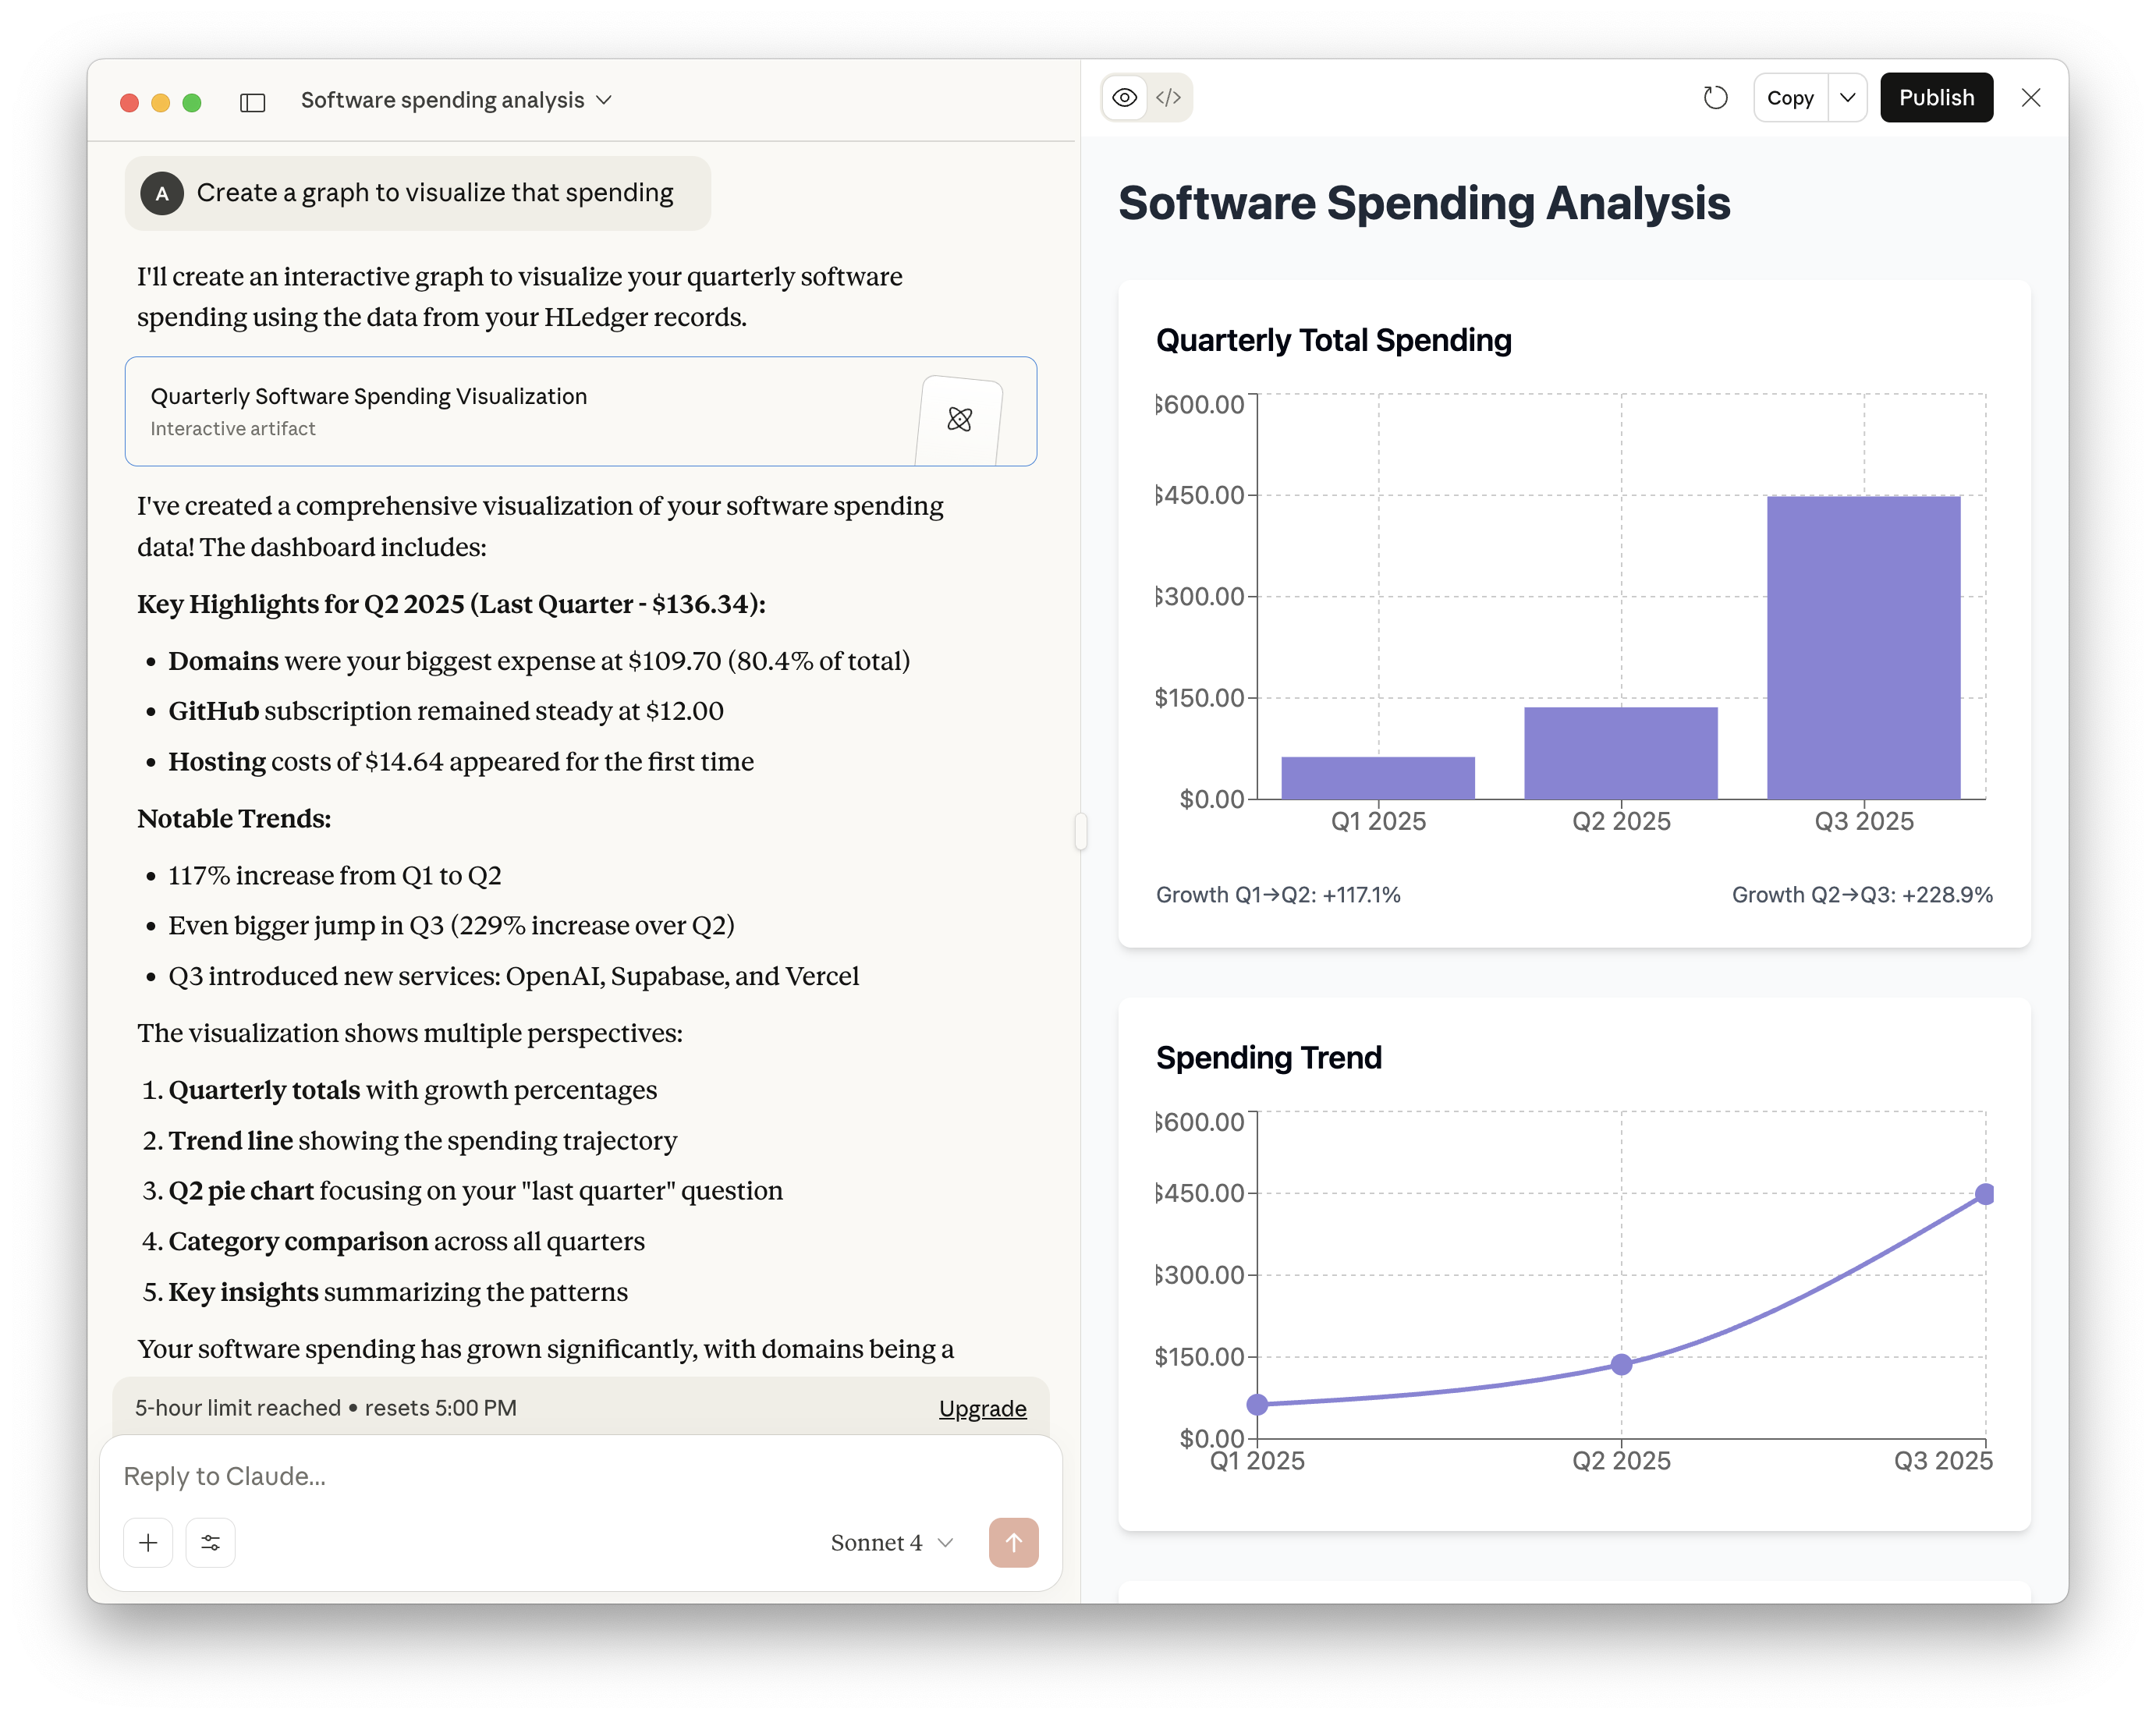 Software spending analysis
A
Create a graph to visualize that spending
I'll create an interactive graph to visualize your quarterly software
spending using the data from your HLedger records.
Quarterly Software Spending Visualization
Interactive artifact
I've created a comprehensive visualization of your software spending
data! The dashboard includes:
Key Highlights for Q2 2025 (Last Quarter - $136.34):
• Domains were your biggest expense at $109.70 (80.4% of total)
• GitHub subscription remained steady at $12.00
• Hosting costs of $14.64 appeared for the first time
Notable Trends:
• 117% increase from Q1 to Q2
• Even bigger jump in Q3 (229% increase over Q2)
• Q3 introduced new services: OpenAI, Supabase, and Vercel
The visualization shows multiple perspectives:
1. Quarterly totals with growth percentages
2. Trend line showing the spending trajectory
3. Q2 pie chart focusing on your "last quarter" question
4. Category comparison across all quarters
5. Key insights summarizing the patterns
Your software spending has grown significantly, with domains being a
5-hour limit reached • resets 5:00 PM
Upgrade
Reply to Claude...
Sonnet 4
Copy
Publish
Software Spending Analysis
Quarterly Total Spending
$600.00
$450.00
$300.00
$150.00
$0.00
Q1 2025
Q2 2025
Q3 2025
Growth Q1→Q2: +117.1%
Growth Q2→Q3: +228.9%
Spending Trend
$600.00
$450.00
$300.00
$150.00
$0.00
Q1 2025
Q2 2025
Q3 2025